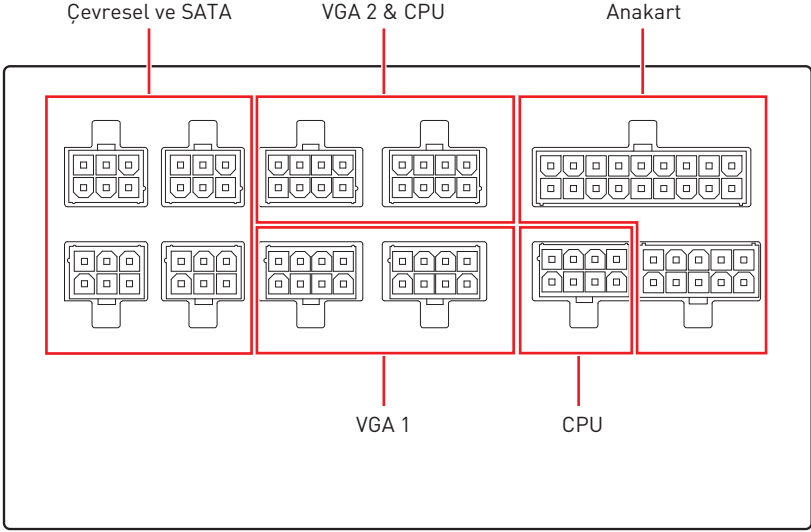 Çevresel ve SATA
VGA 2 & CPU
Anakart
VGA 1
CPU